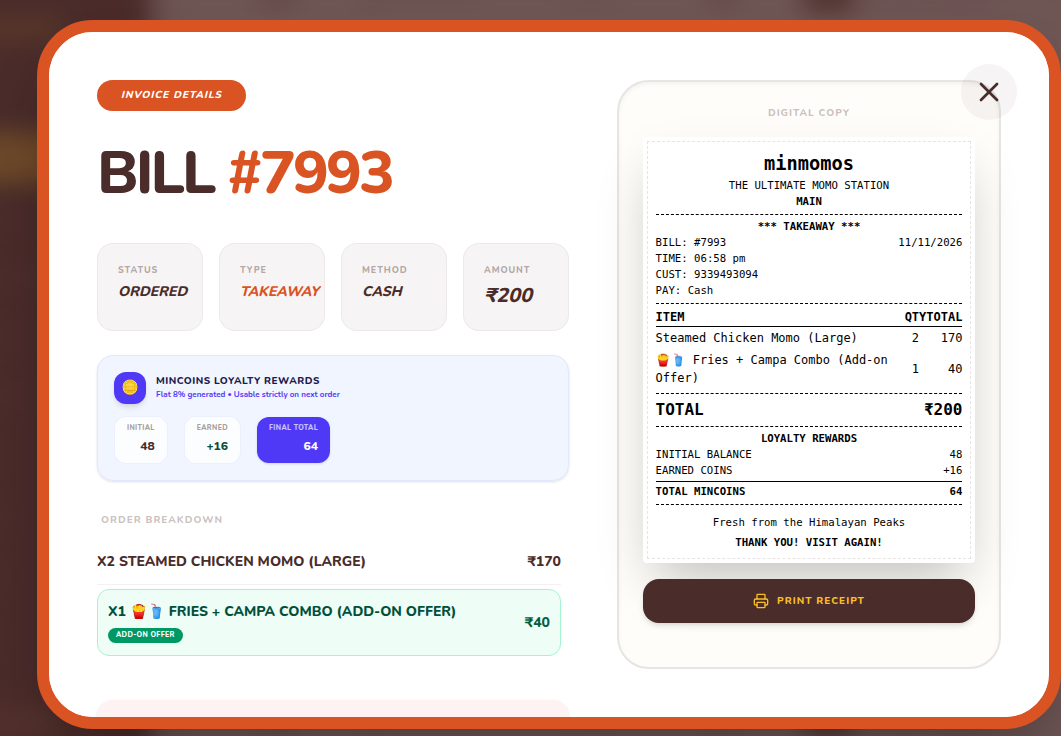 INVOICE DETAILS
BILL #7993
STATUS
ORDERED
TYPE
TAKEAWAY
METHOD
CASH
AMOUNT
₹200
MINCOINS LOYALTY REWARDS
Flat 8% generated • Usable strictly on next order
INITIAL
48
EARNED
+16
FINAL TOTAL
64
ORDER BREAKDOWN
X2 STEAMED CHICKEN MOMO (LARGE) ₹170
X1 🍟🥤 FRIES + CAMPA COMBO (ADD-ON OFFER) ₹40
ADD-ON OFFER
DIGITAL COPY
minmomos
THE ULTIMATE MOMO STATION
MAIN
*** TAKEAWAY ***
BILL: #7993 11/11/2026
TIME: 06:58 pm
CUST: 9339493094
PAY: Cash
ITEM QTYTOTAL
Steamed Chicken Momo (Large) 2 170
🍟🥤 Fries + Campa Combo (Add-on
Offer) 1 40
TOTAL ₹200
LOYALTY REWARDS
INITIAL BALANCE 48
EARNED COINS +16
TOTAL MINCOINS 64
Fresh from the Himalayan Peaks
THANK YOU! VISIT AGAIN!
PRINT RECEIPT